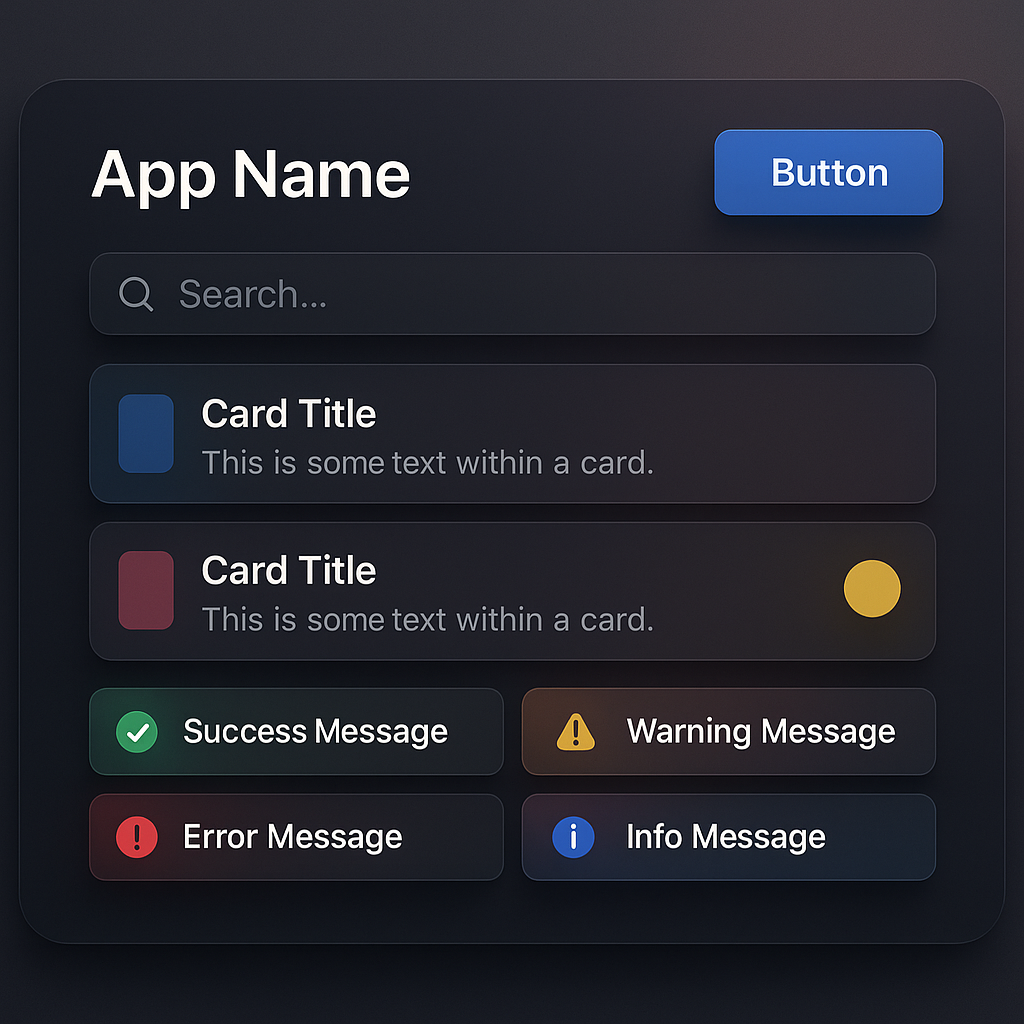 App Name
Button
Search...
Card Title
This is some text within a card.
Card Title
This is some text within a card.
Success Message
Warning Message
Error Message
Info Message